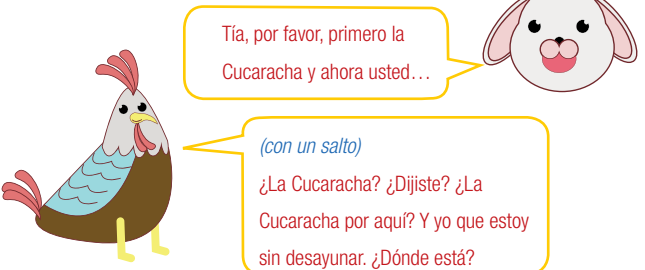 Tía, por favor, primero la
Cucaracha y ahora usted…
(con un salto)
¿La Cucaracha? ¿Dijiste? ¿La
Cucaracha por aquí? Y yo que estoy
sin desayunar. ¿Dónde está?